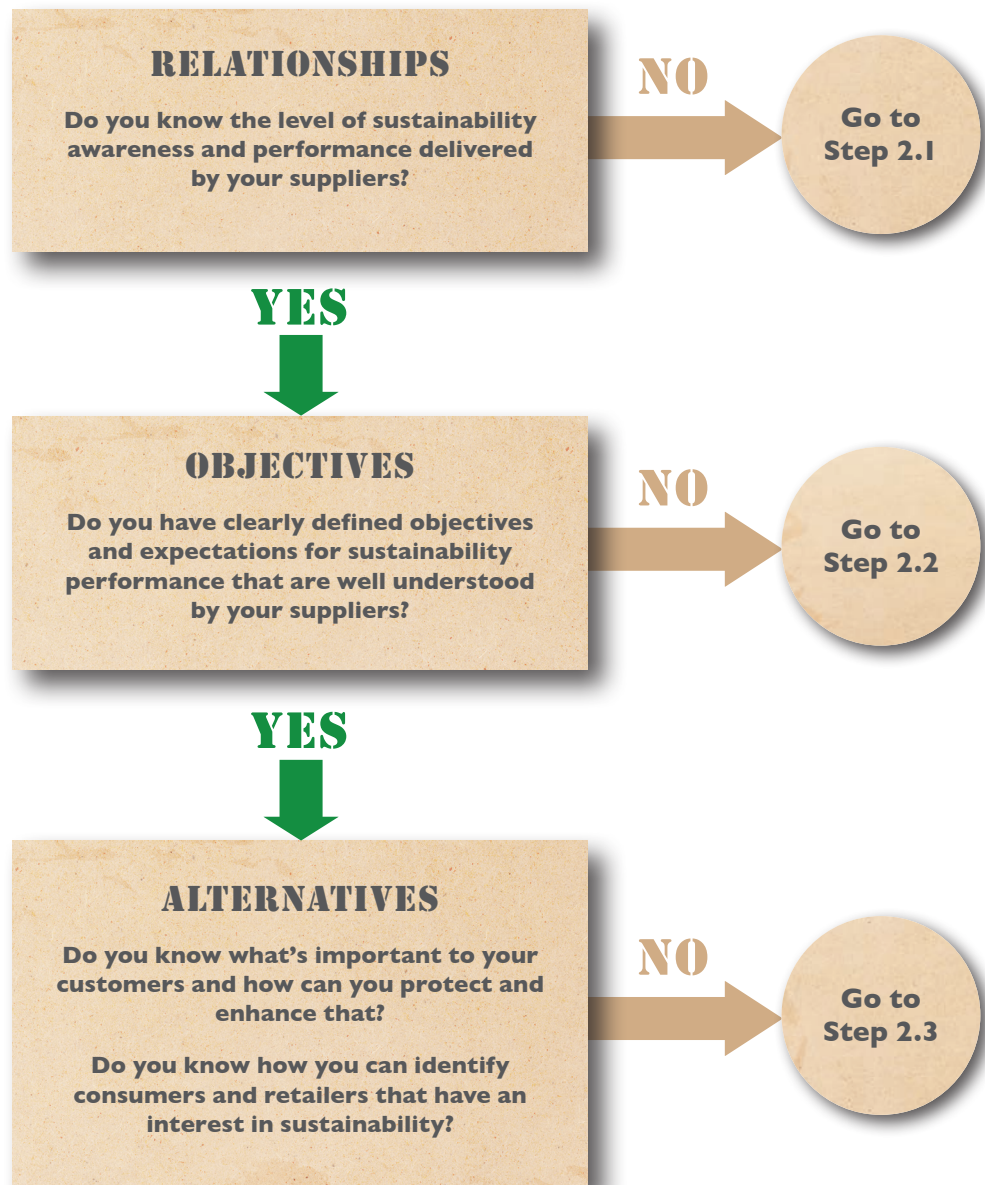 RELATIONSHIPS
Do you know the level of sustainability
awareness and performance delivered
by your suppliers?
NO
Go to
Step 2.1
YES
OBJECTIVES
Do you have clearly defined objectives
and expectations for sustainability
performance that are well understood
by your suppliers?
NO
Go to
Step 2.2
YES
ALTERNATIVES
Do you know what's important to your
customers and how can you protect and
enhance that?
Do you know how you can identify
consumers and retailers that have an
interest in sustainability?
NO
Go to
Step 2.3